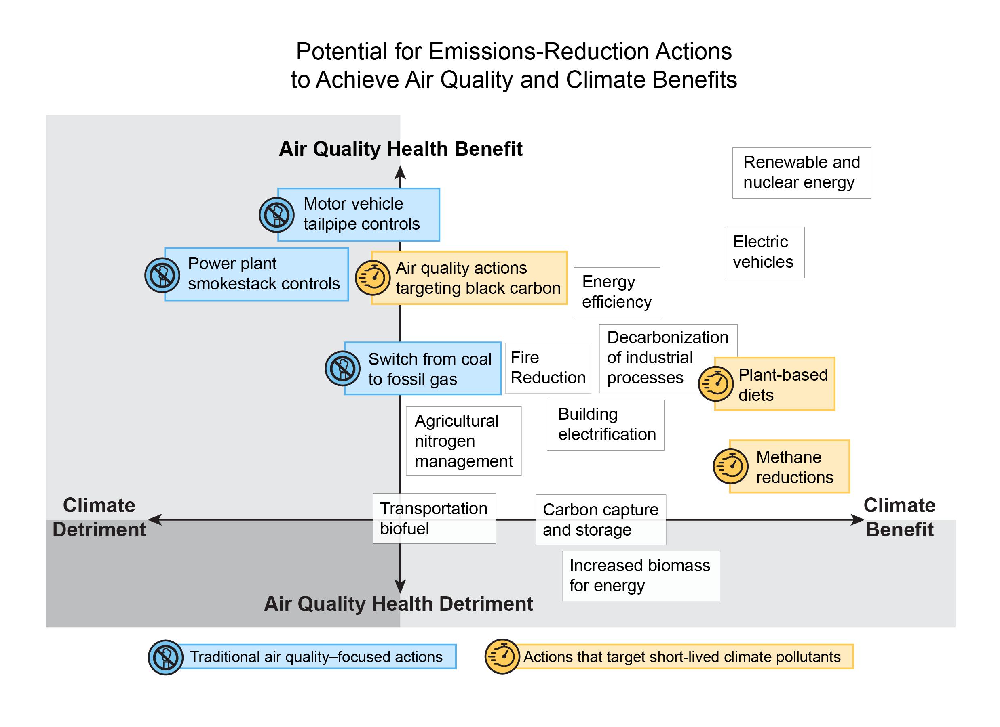 Potential for Emissions-Reduction Actions
to Achieve Air Quality and Climate Benefits
Air Quality Health Benefit
Renewable and
nuclear energy
Motor vehicle
tailpipe controls
Electric
vehicles
Power plant
smokestack controls
Air quality actions
targeting black carbon
Energy
efficiency
Switch from coal
to fossil gas
Fire
Reduction
Decarbonization
of industrial
processes
Plant-based
diets
Agricultural
nitrogen
management
Building
electrification
Methane
reductions
Climate
Detriment
Transportation
biofuel
Carbon capture
and storage
Climate
Benefit
Increased biomass
for energy
Air Quality Health Detriment
Traditional air quality–focused actions
Actions that target short-lived climate pollutants